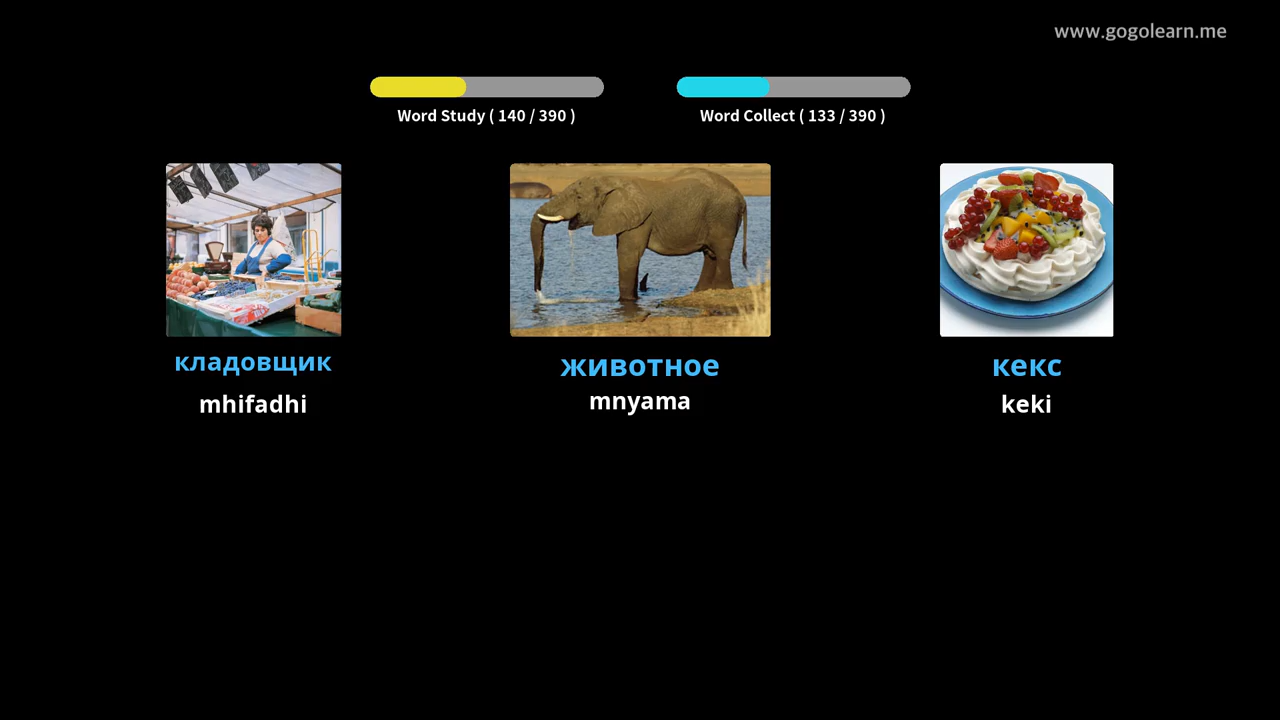 www.gogolearn.me
Word Study ( 140 / 390 )
Word Collect ( 133 / 390 )
кладовщик
животное
кекс
mhifadhi
mnyama
keki